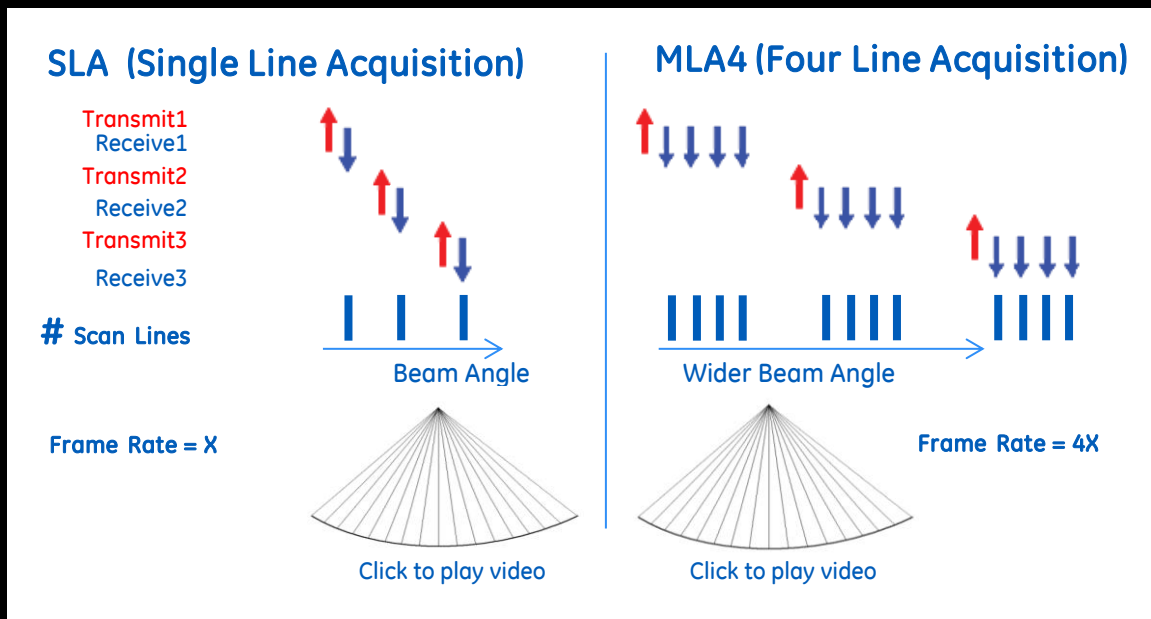 SLA (Single Line Acquisition)
Transmit1
Receive1
Transmit2
Receive2
Transmit3
Receive3
# Scan Lines
Beam Angle
Frame Rate = X
Click to play video
MLA4 (Four Line Acquisition)
Wider Beam Angle
Frame Rate = 4X
Click to play video